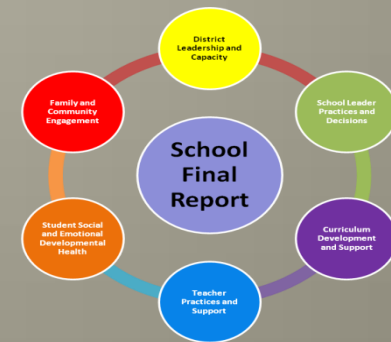 District
Leadership and
Capacity
School Leader
Practices and
Decisions
Curriculum
Development
and Support
Teacher
Practices and
Support
Student Social
and Emotional
Developmental
Health
Family and
Community
Engagement
School
Final
Report